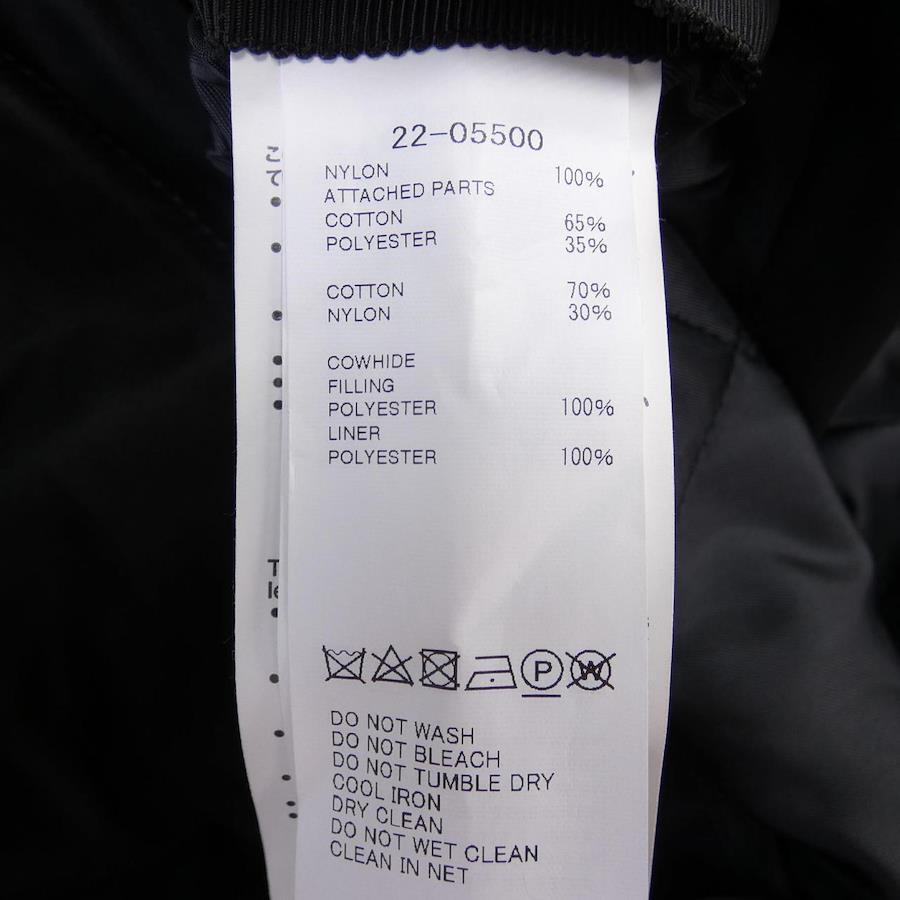 22-05500
NYLON 100%
ATTACHED PARTS
COTTON 65%
POLYESTER 35%
COTTON 70%
NYLON 30%
COWHIDE
FILLING
POLYESTER 100%
LINER
POLYESTER 100%
P
W
DO NOT WASH
DO NOT BLEACH
DO NOT TUMBLE DRY
COOL IRON
DRY CLEAN
DO NOT WET CLEAN
CLEAN IN NET